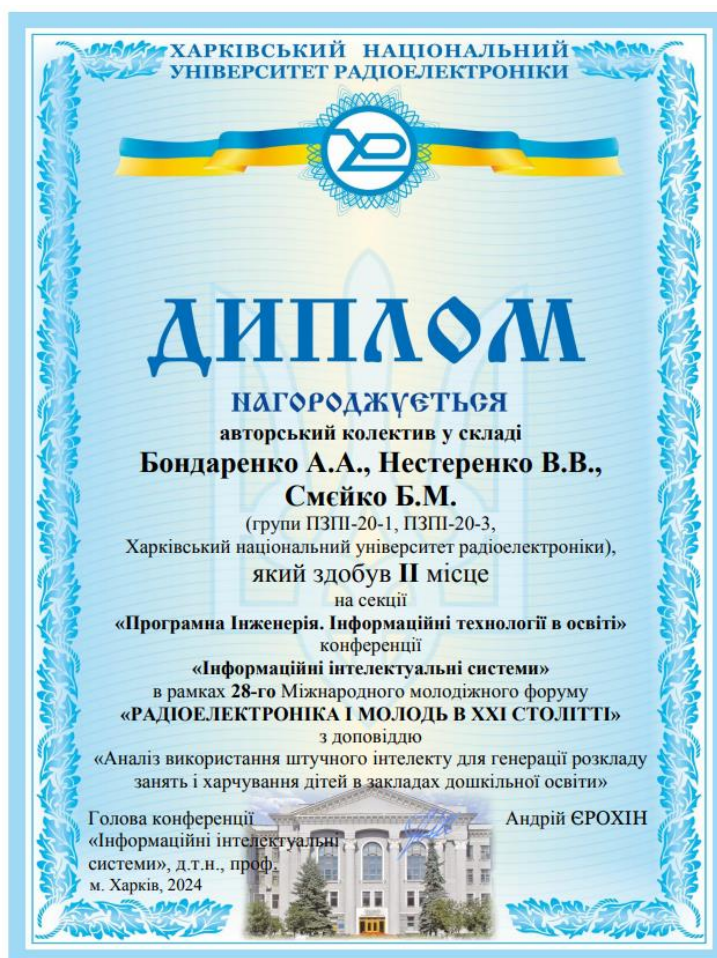 ХАРКІВСЬКИЙ НАЦІОНАЛЬНИЙ
УНІВЕРСИТЕТ РАДІОЕЛЕКТРОНІКИ
ДИПЛОМ
НАГОРОДЖУЄТЬСЯ
авторський колектив у складі
Бондаренко А.А., Нестеренко В.В.,
Смєйко Б.М.
(групи ПЗПІ-20-1, ПЗПІ-20-3,
Харківський національний університет радіоелектроніки),
який здобув II місце
на секції
«Програмна Інженерія. Інформаційні технології в освіті»
конференції
«Інформаційні інтелектуальні системи»
в рамках 28-го Міжнародного молодіжного форуму
«РАДІОЕЛЕКТРОНІКА І МОЛОДЬ В XXI СТОЛІТТІ»
з доповіддю
«Аналіз використання штучного інтелекту для генерації розкладу
занять і харчування дітей в закладах дошкільної освіти»
Голова конференції Андрій ЄРОХІН
«Інформаційні інтелектуальні
системи», д.т.н., проф.
м. Харків, 2024